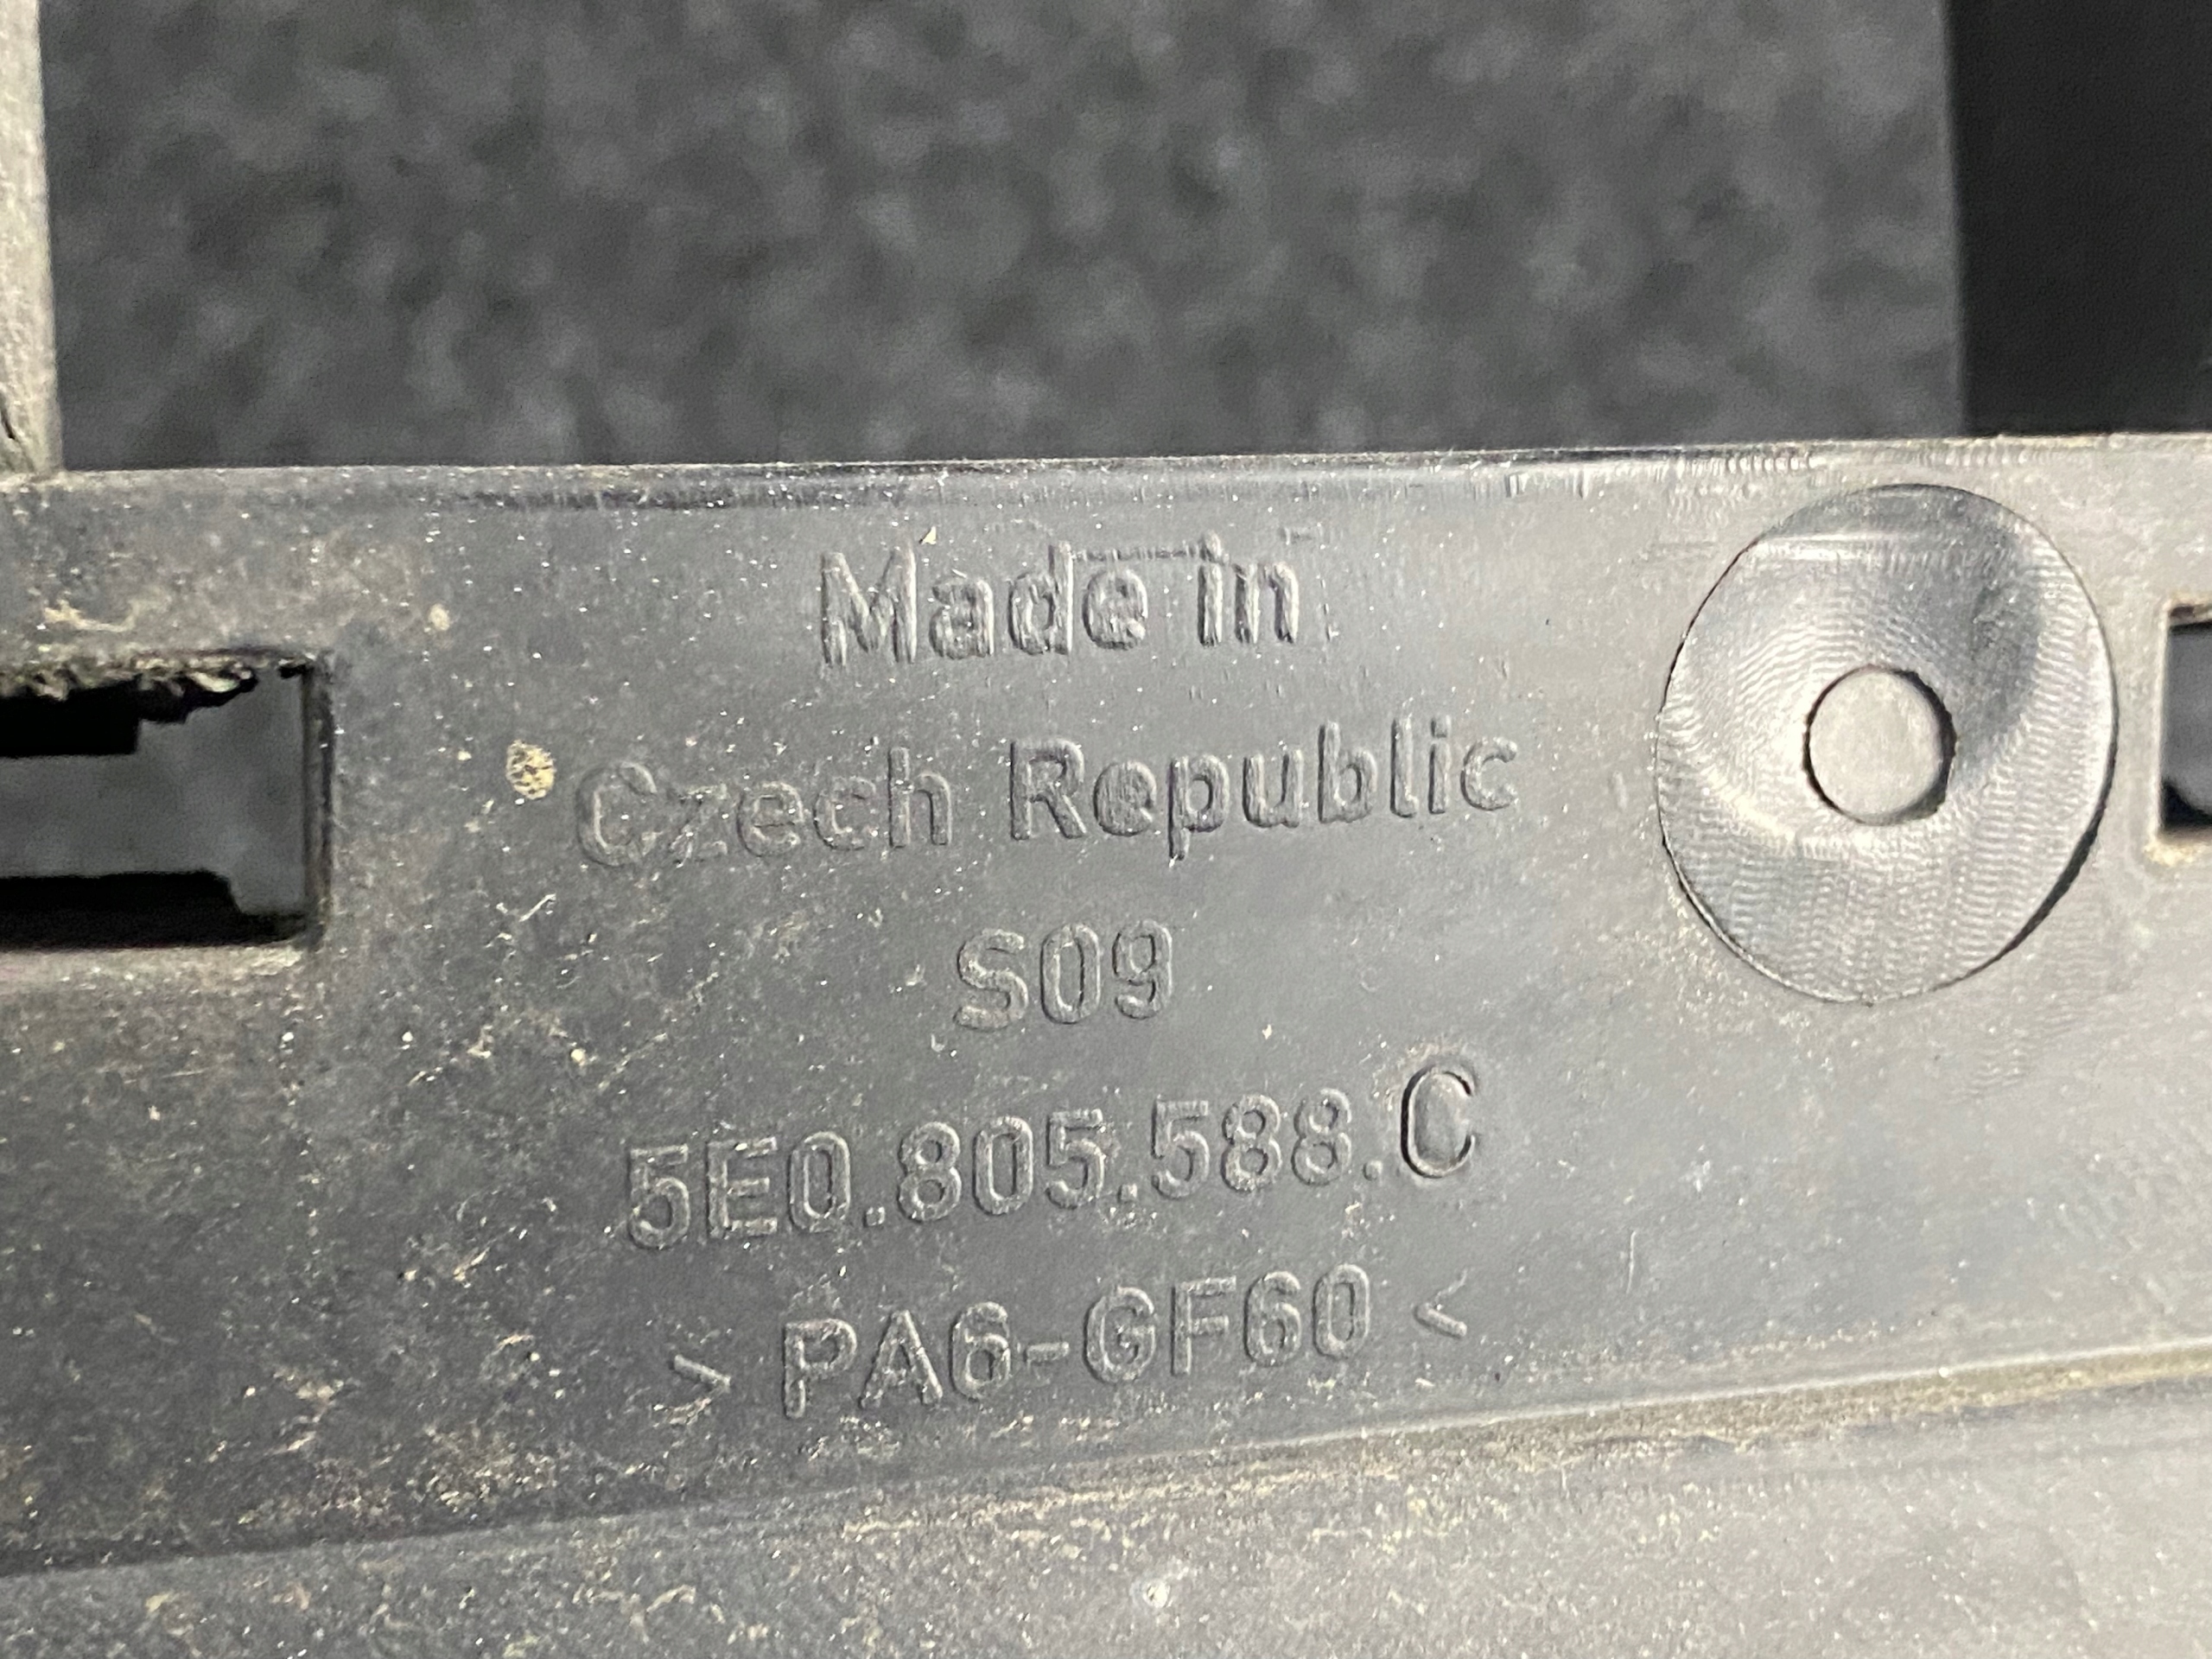 Made in
Czech Republic
S09
5E0.805.588.C
> PA6-GF60 <